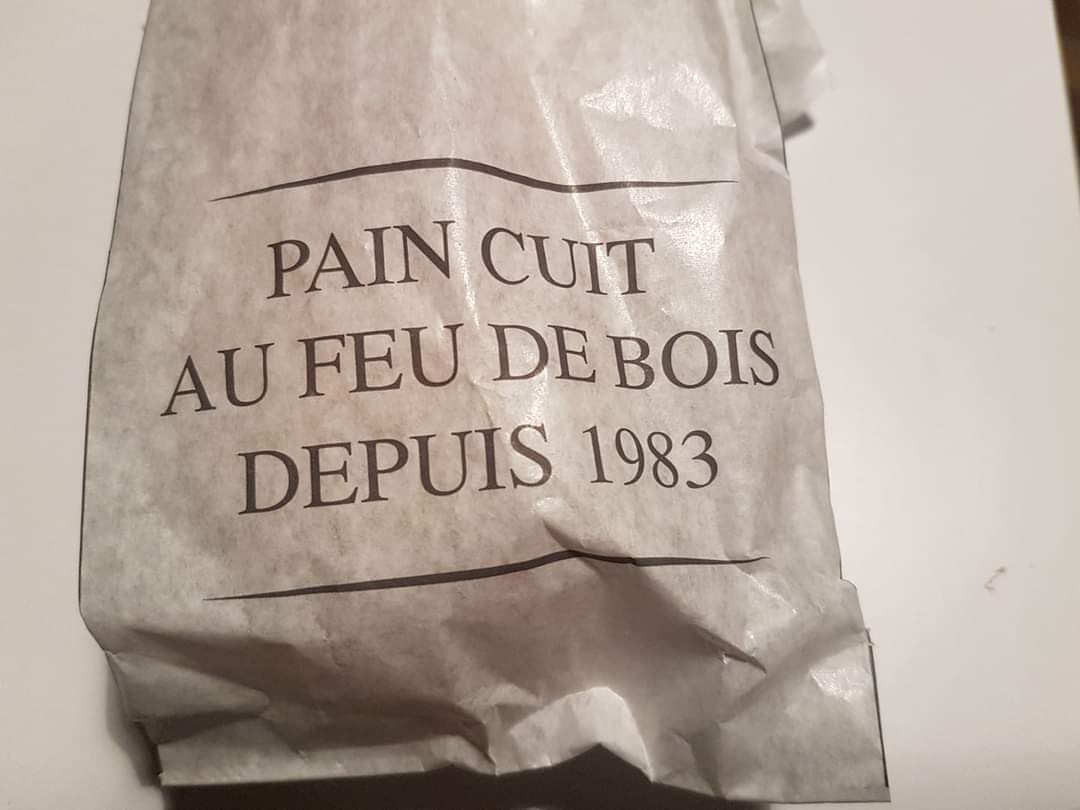 PAIN CUIT
AU FEU DE BOIS
DEPUIS 1983